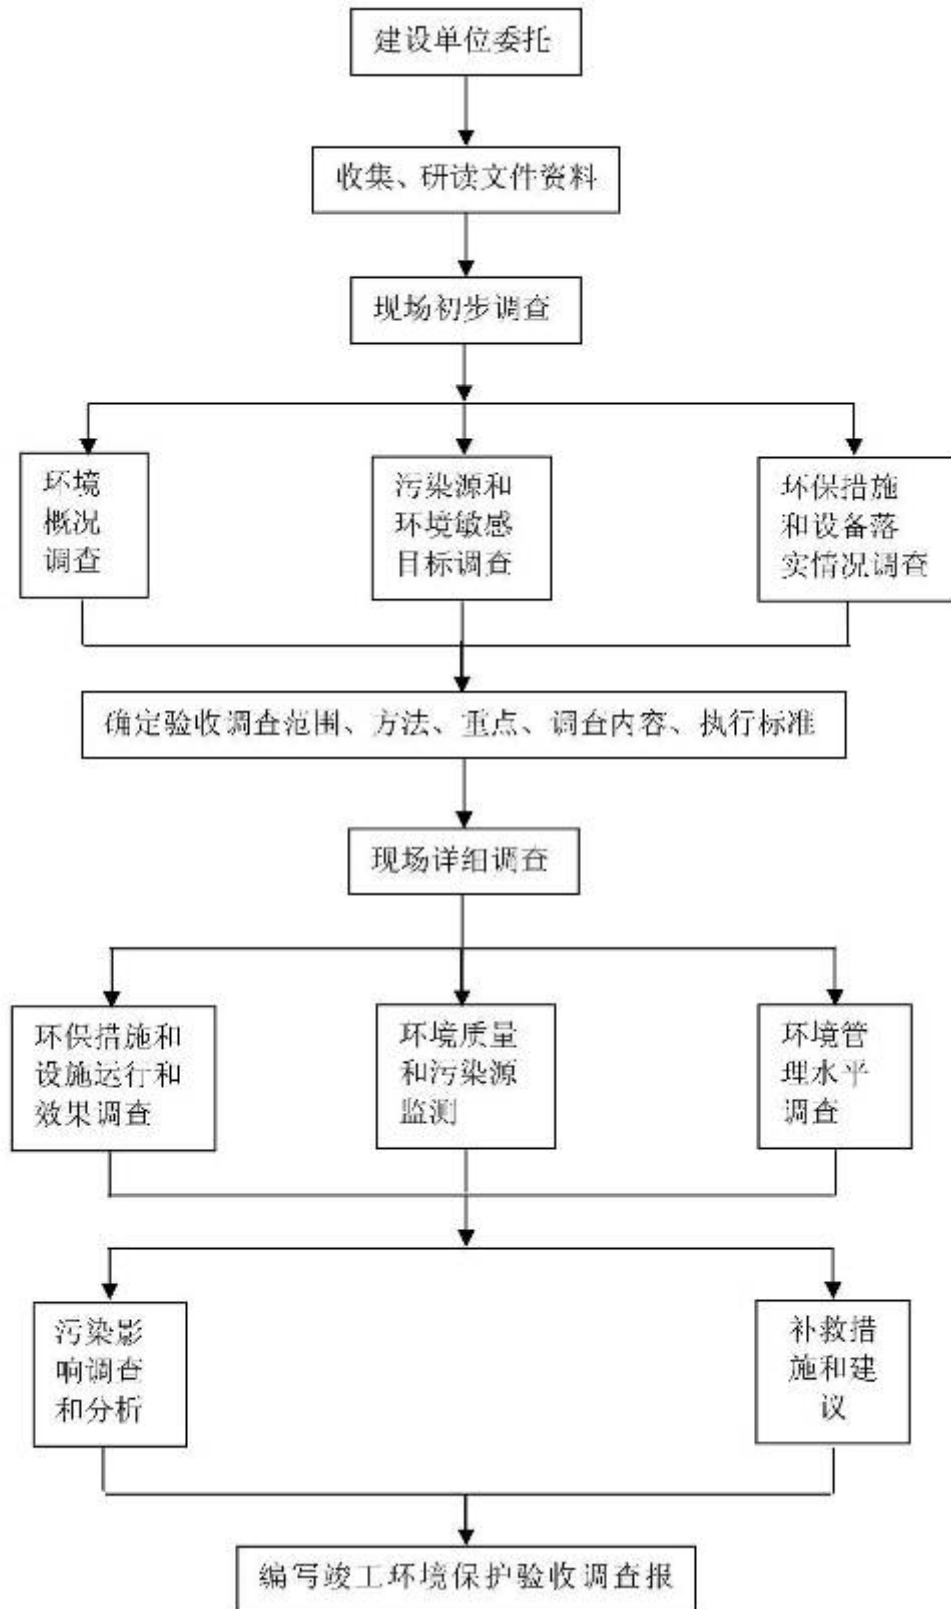 建设单位委托
收集、研读文件资料
现场初步调查
环境
概况
调查
污染源和
环境敏感
目标调查
环保措施
和设备落
实情况调查
确定验收调查范围、方法、重点、调查内容、执行标准
现场详细调查
环保措施和
设施运行和
效果调查
环境质量
和污染源
监测
环境管
理水平
调查
污染影
响调查
和分析
补救措
施和建
议
编写竣工环境保护验收调查报